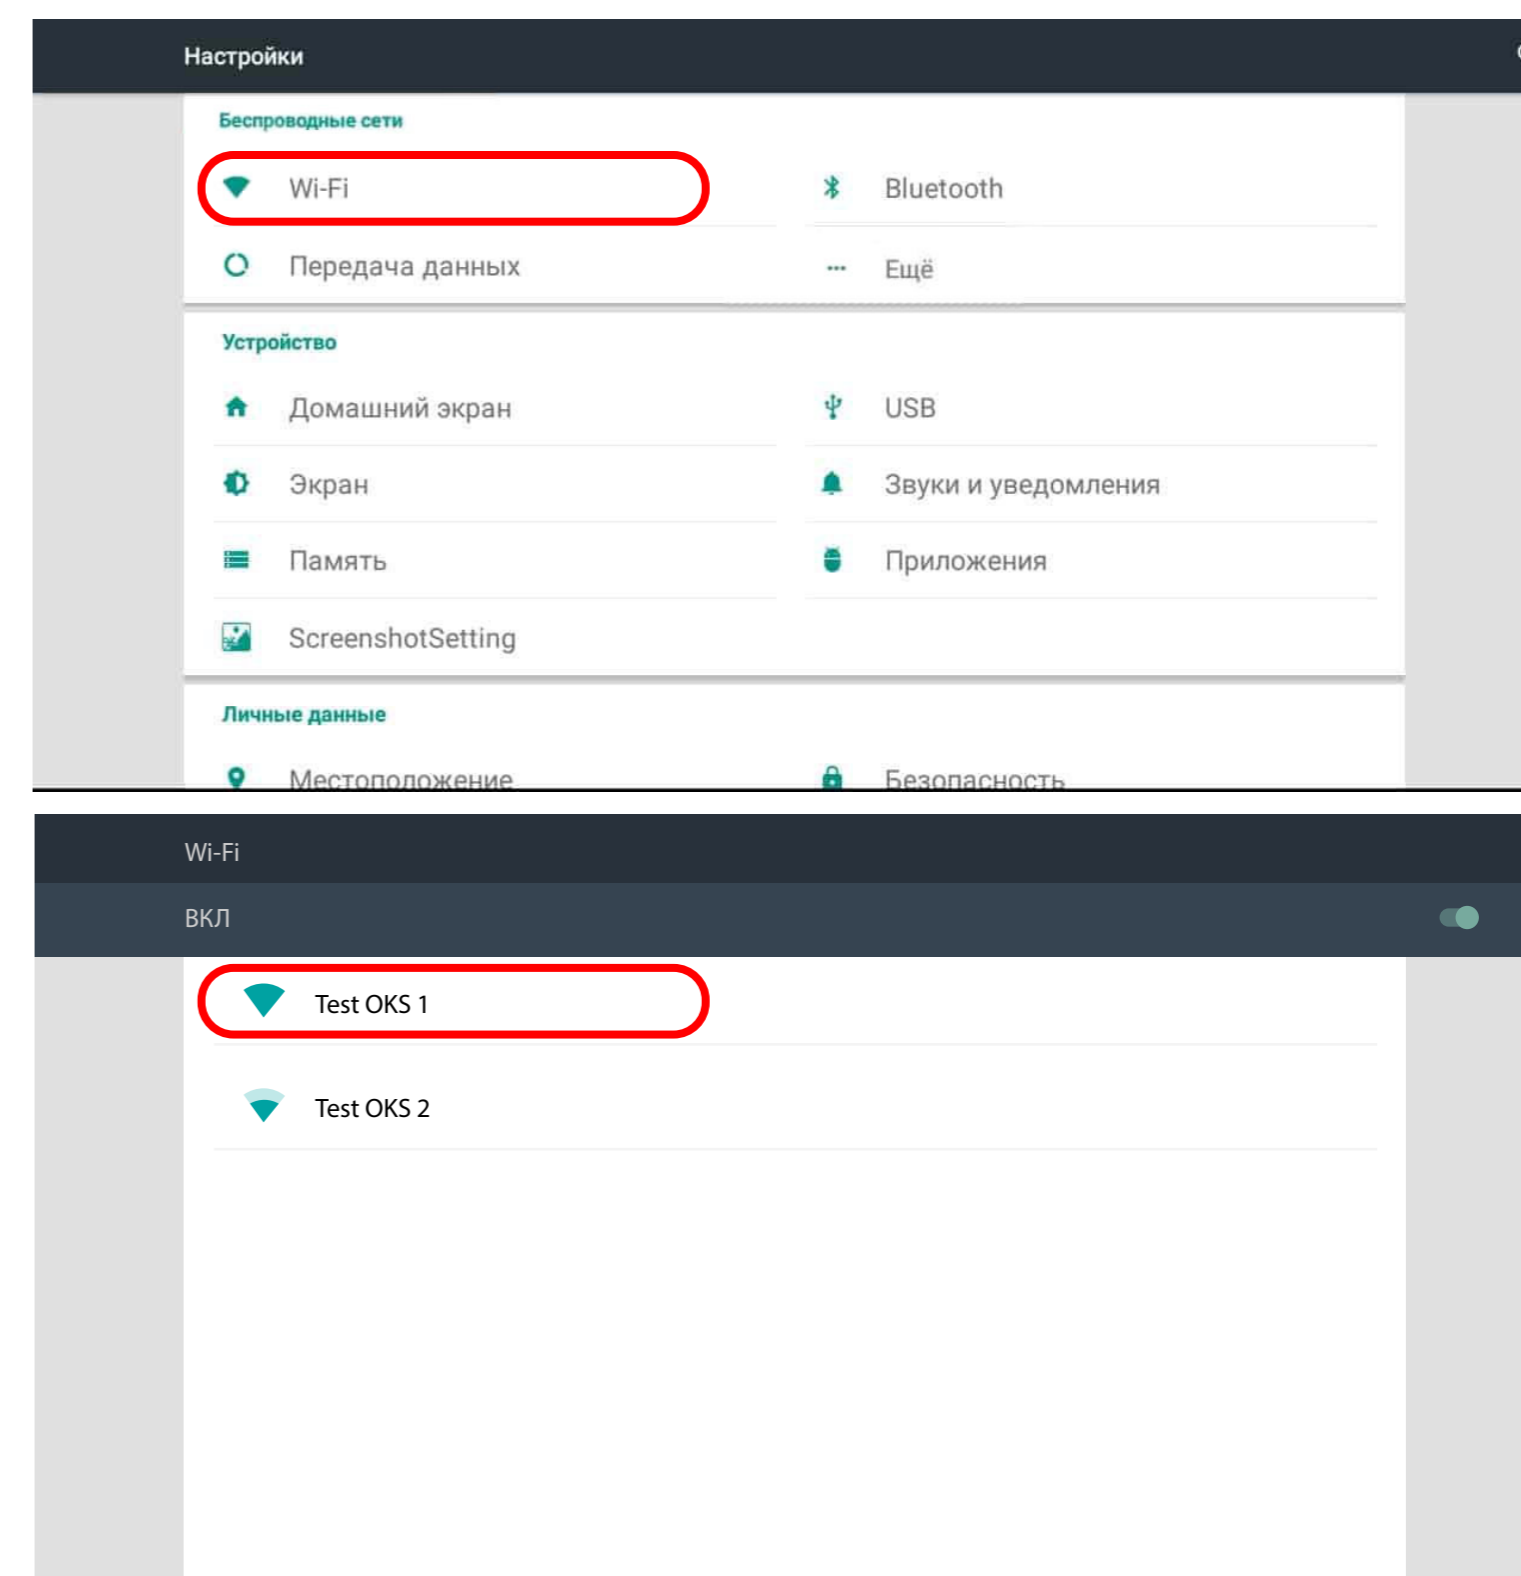 Настройки
Беспроводные сети
Wi-Fi
Bluetooth
Передача данных
Ещё
Устройство
Домашний экран
USB
Экран
Звуки и уведомления
Память
Приложения
ScreenshotSetting
Личные данные
Местоположение
Безопасность
Wi-Fi
ВКЛ
Test OKS 1
Test OKS 2